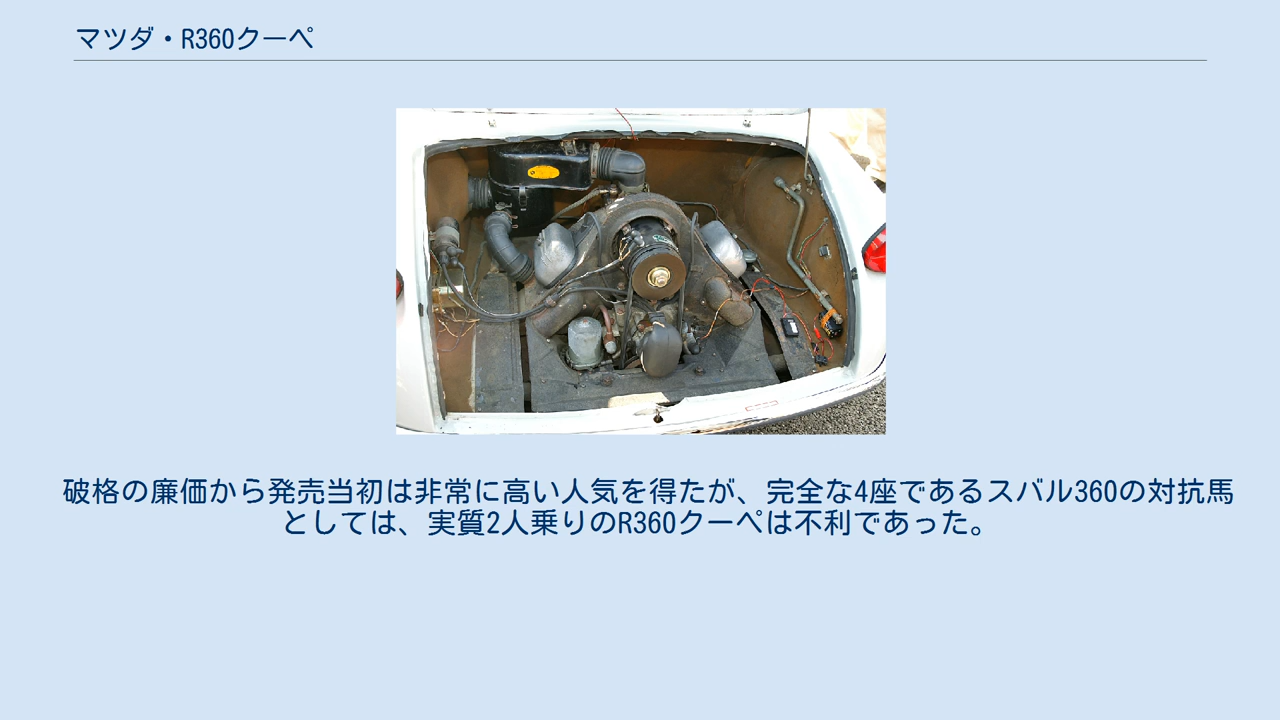 マツダ・R360クーペ
破格の廉価から発売当初は非常に高い人気を得たが、完全な4座であるスバル360の対抗馬
としては、実質2人乗りのR360クーペは不利であった。